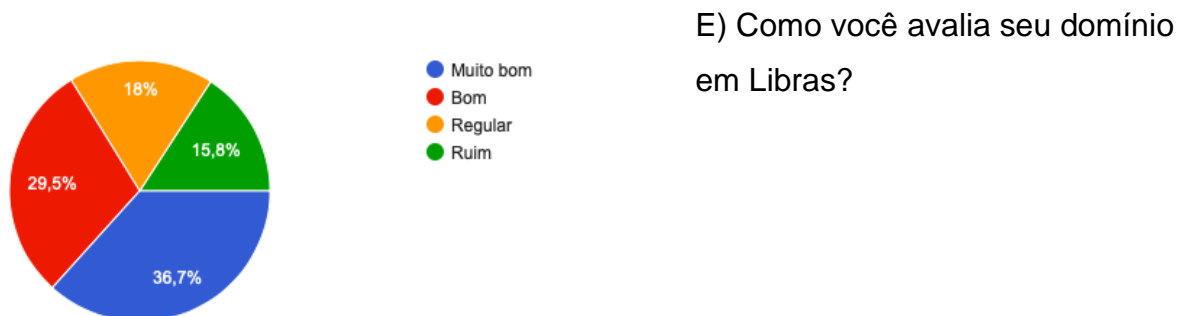 E) Como você avalia seu domínio
em Libras?
Muito bom
Bom
Regular
Ruim
18%
15,8%
29,5%
36,7%